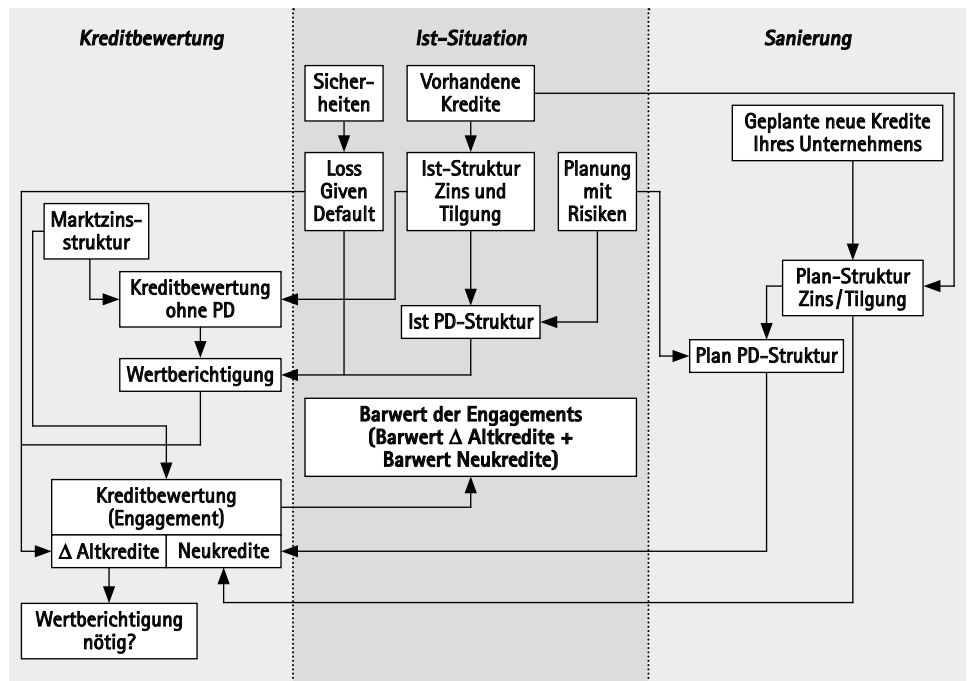 Kreditbewertung
Ist-Situation
Sanierung
Sicher-
heiten
Vorhandene
Kredite
Geplante neue Kredite
Ihres Unternehmens
Loss
Given
Default
Ist-Struktur
Zins und
Tilgung
Planung
mit
Risiken
Marktzins-
struktur
Kreditbewertung
ohne PD
Ist PD-Struktur
Plan-Struktur
Zins/Tilgung
Plan PD-Struktur
Wertberichtigung
Barwert der Engagements
(Barwert Δ Altkredite +
Barwert Neukredite)
Kreditbewertung
(Engagement)
Δ Altkredite
Neukredite
Wertberichtigung
nötig?